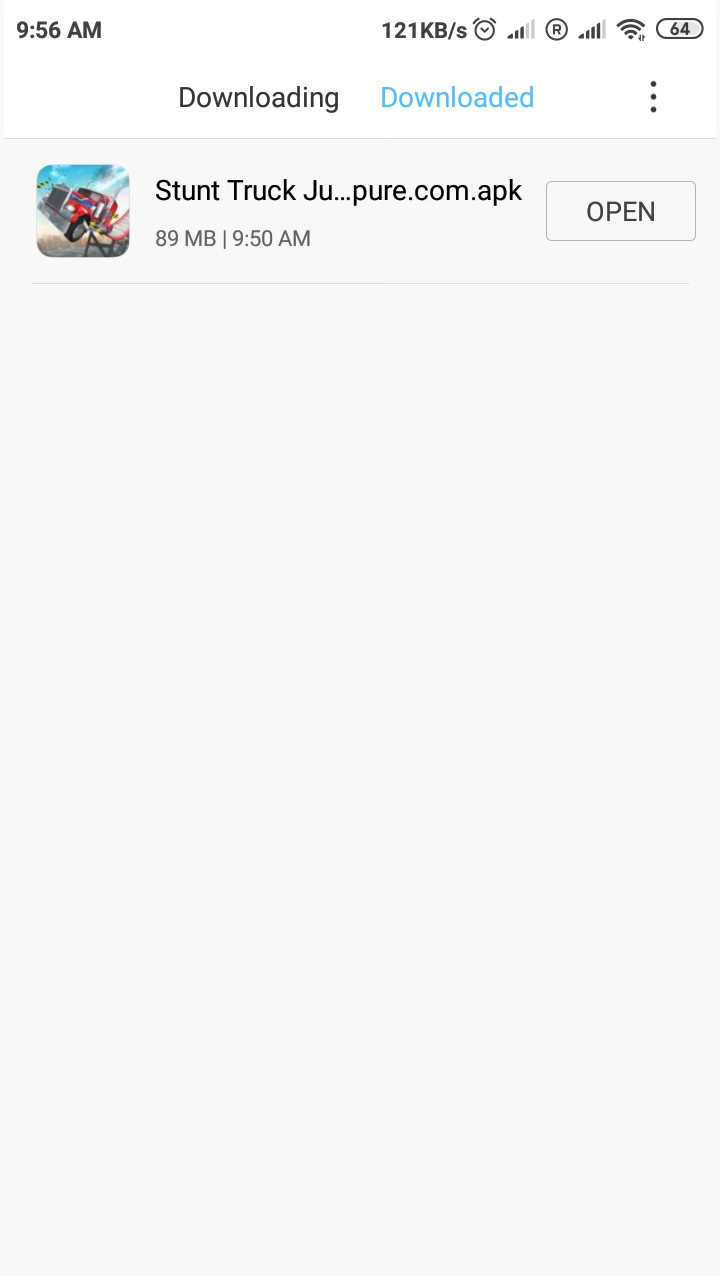 9:56 AM 121KB/s R 64
Downloading Downloaded
Stunt Truck Ju...pure.com.apk
89 MB | 9:50 AM
OPEN